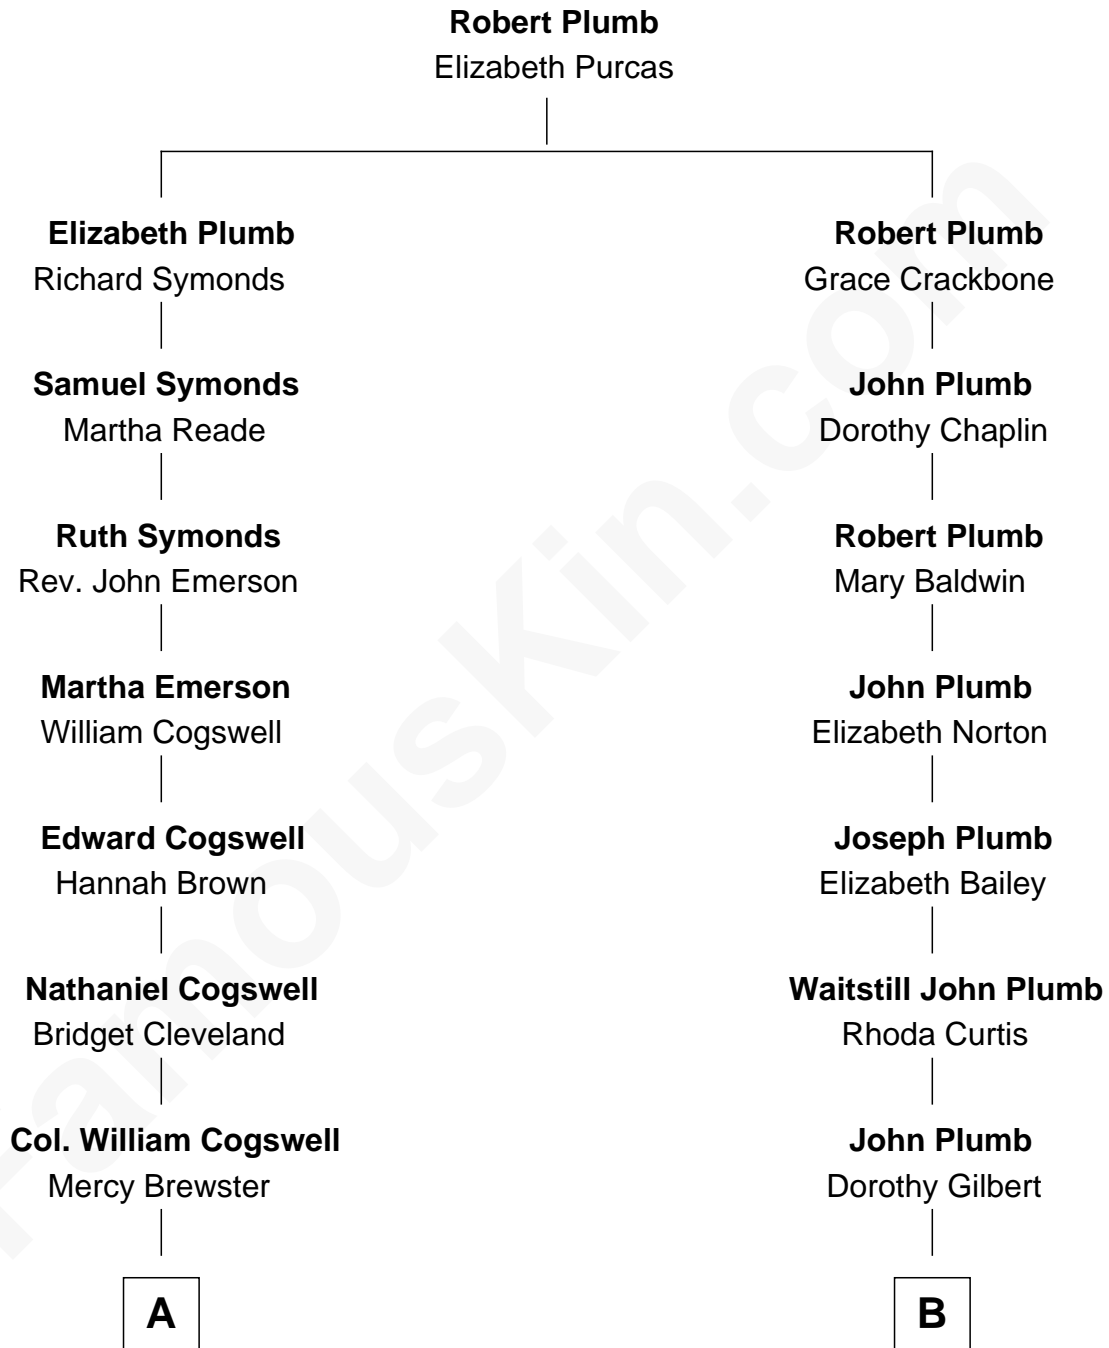 Robert Plumb
Elizabeth Purcas
Elizabeth Plumb
Richard Symonds
Robert Plumb
Grace Crackbone
Samuel Symonds
Martha Reade
John Plumb
Dorothy Chaplin
Ruth Symonds
Rev. John Emerson
Robert Plumb
Mary Baldwin
Martha Emerson
William Cogswell
John Plumb
Elizabeth Norton
Edward Cogswell
Hannah Brown
Joseph Plumb
Elizabeth Bailey
Nathaniel Cogswell
Bridget Cleveland
Waitstill John Plumb
Rhoda Curtis
Col. William Cogswell
Mercy Brewster
John Plumb
Dorothy Gilbert
A
B
FamousKin.com